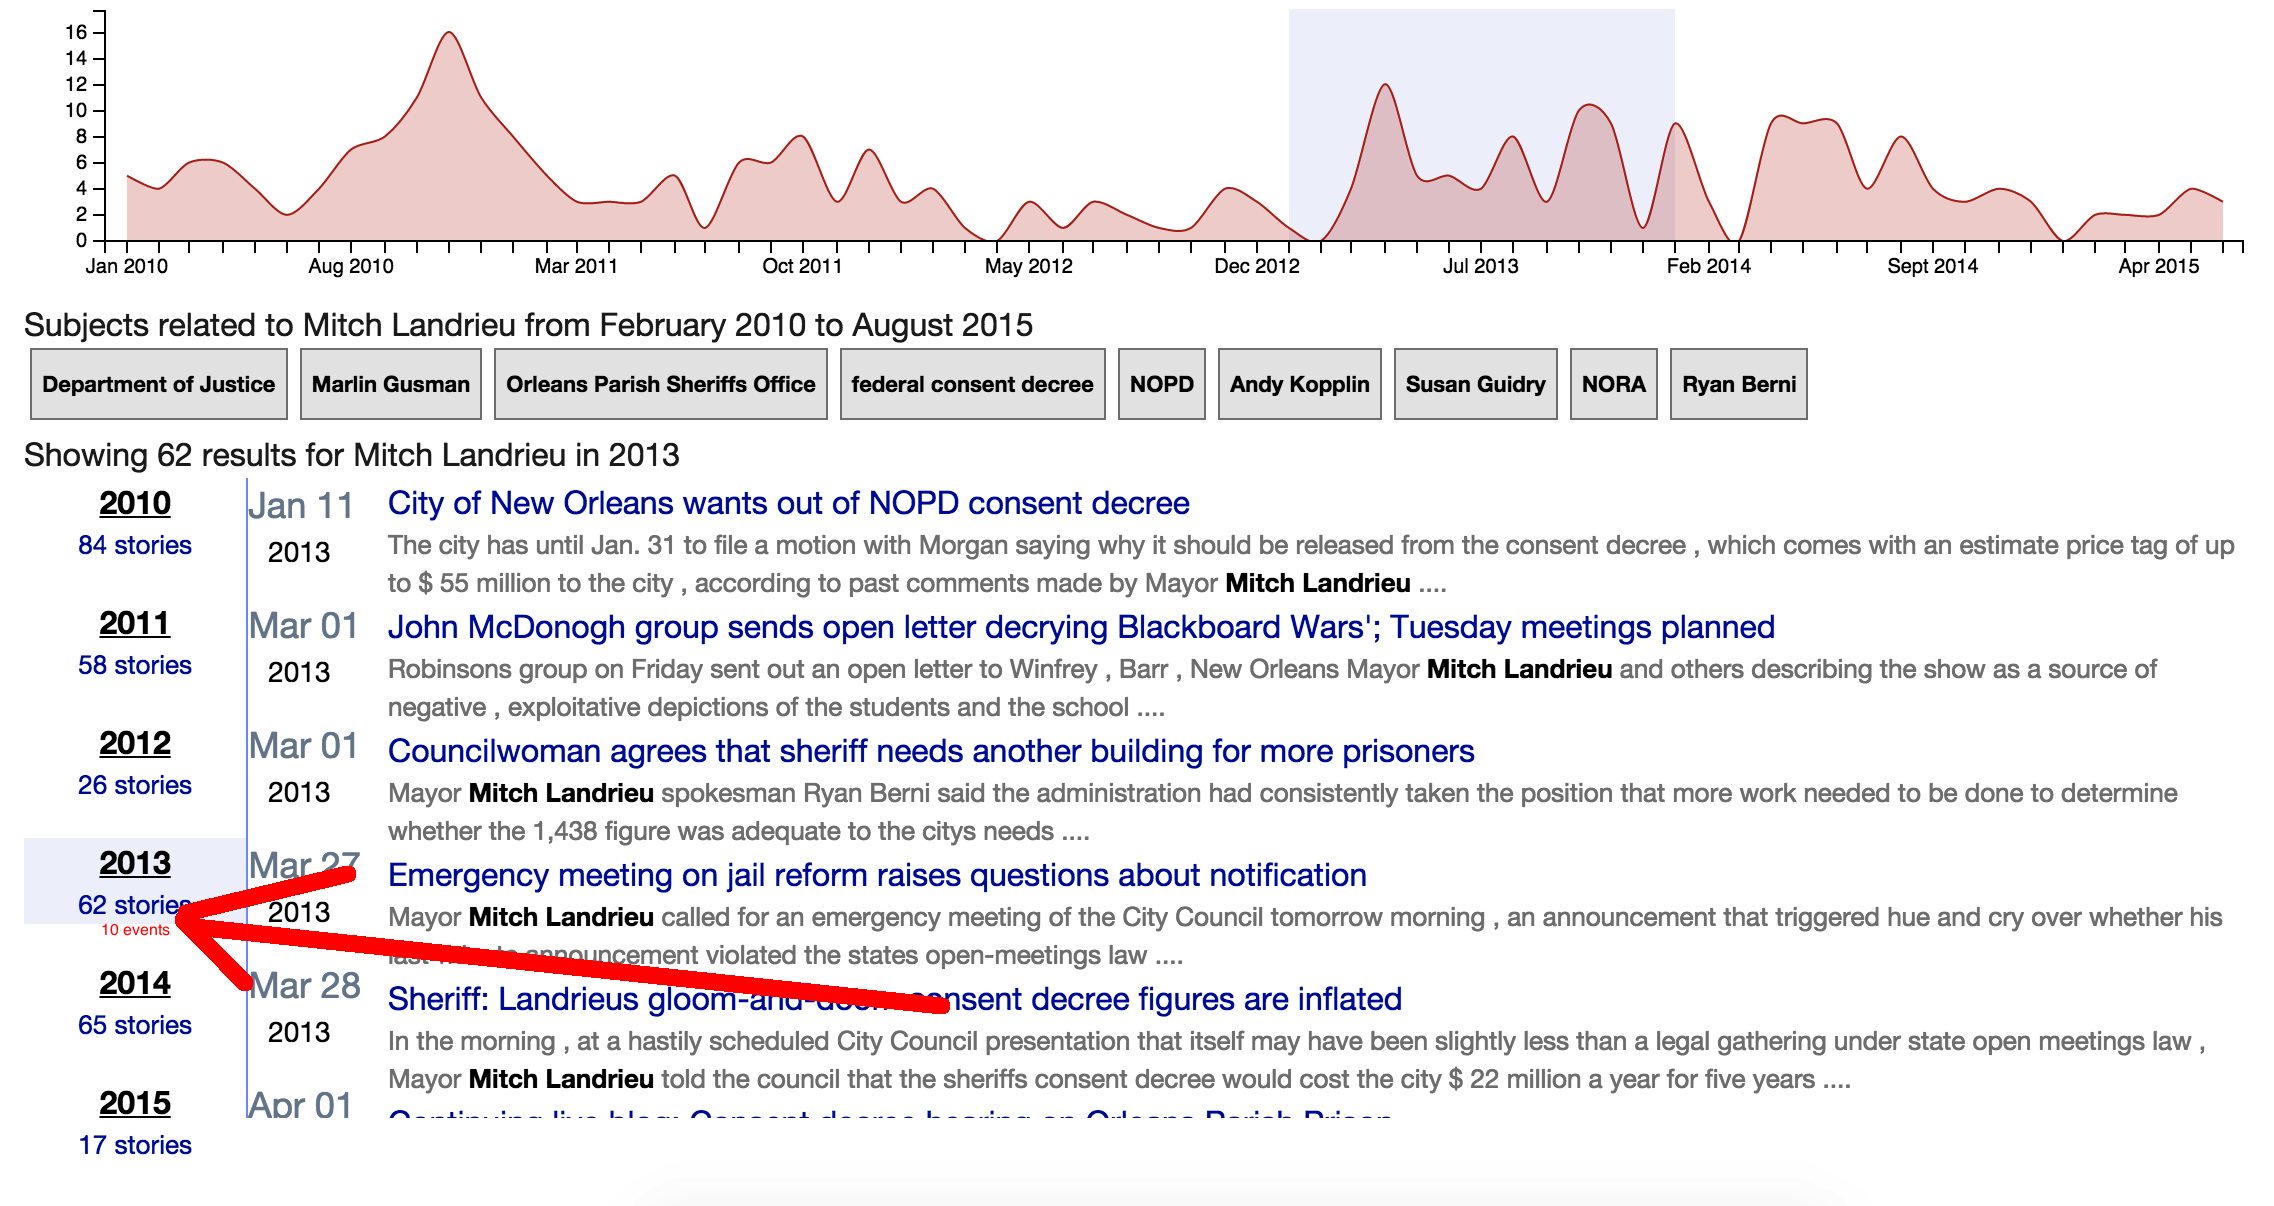 16
14
12
10
8
6
4
2
0
Jan 2010 Aug 2010 Mar 2011 Oct 2011 May 2012 Dec 2012 Jul 2013 Feb 2014 Sept 2014 Apr 2015
Subjects related to Mitch Landrieu from February 2010 to August 2015
Department of Justice Marlin Gusman Orleans Parish Sheriffs Office federal consent decree NOPD Andy Kopplin Susan Guidry NORA Ryan Berni
Showing 62 results for Mitch Landrieu in 2013
2010
84 stories
2011
58 stories
2012
26 stories
2013
62 stories
10 events
2014
65 stories
2015
17 stories
Jan 11
2013
City of New Orleans wants out of NOPD consent decree
The city has until Jan. 31 to file a motion with Morgan saying why it should be released from the consent decree , which comes with an estimate price tag of up
to $ 55 million to the city , according to past comments made by Mayor Mitch Landrieu ....
Mar 01
2013
John McDonogh group sends open letter decrying Blackboard Wars'; Tuesday meetings planned
Robinsons group on Friday sent out an open letter to Winfrey , Barr , New Orleans Mayor Mitch Landrieu and others describing the show as a source of
negative , exploitative depictions of the students and the school ....
Mar 01
2013
Councilwoman agrees that sheriff needs another building for more prisoners
Mayor Mitch Landrieu spokesman Ryan Berni said the administration had consistently taken the position that more work needed to be done to determine
whether the 1,438 figure was adequate to the citys needs ....
Mar 27
2013
Emergency meeting on jail reform raises questions about notification
Mayor Mitch Landrieu called for an emergency meeting of the City Council tomorrow morning , an announcement that triggered hue and cry over whether his
announcement violated the states open-meetings law ....
Mar 28
2013
Sheriff: Landrieus gloom-and-doom consent decree figures are inflated
In the morning , at a hastily scheduled City Council presentation that itself may have been slightly less than a legal gathering under state open meetings law ,
Mayor Mitch Landrieu told the council that the sheriffs consent decree would cost the city $ 22 million a year for five years ....
Apr 01
Continuing live blog: Consent decree hearing on Orleans Parish Prison